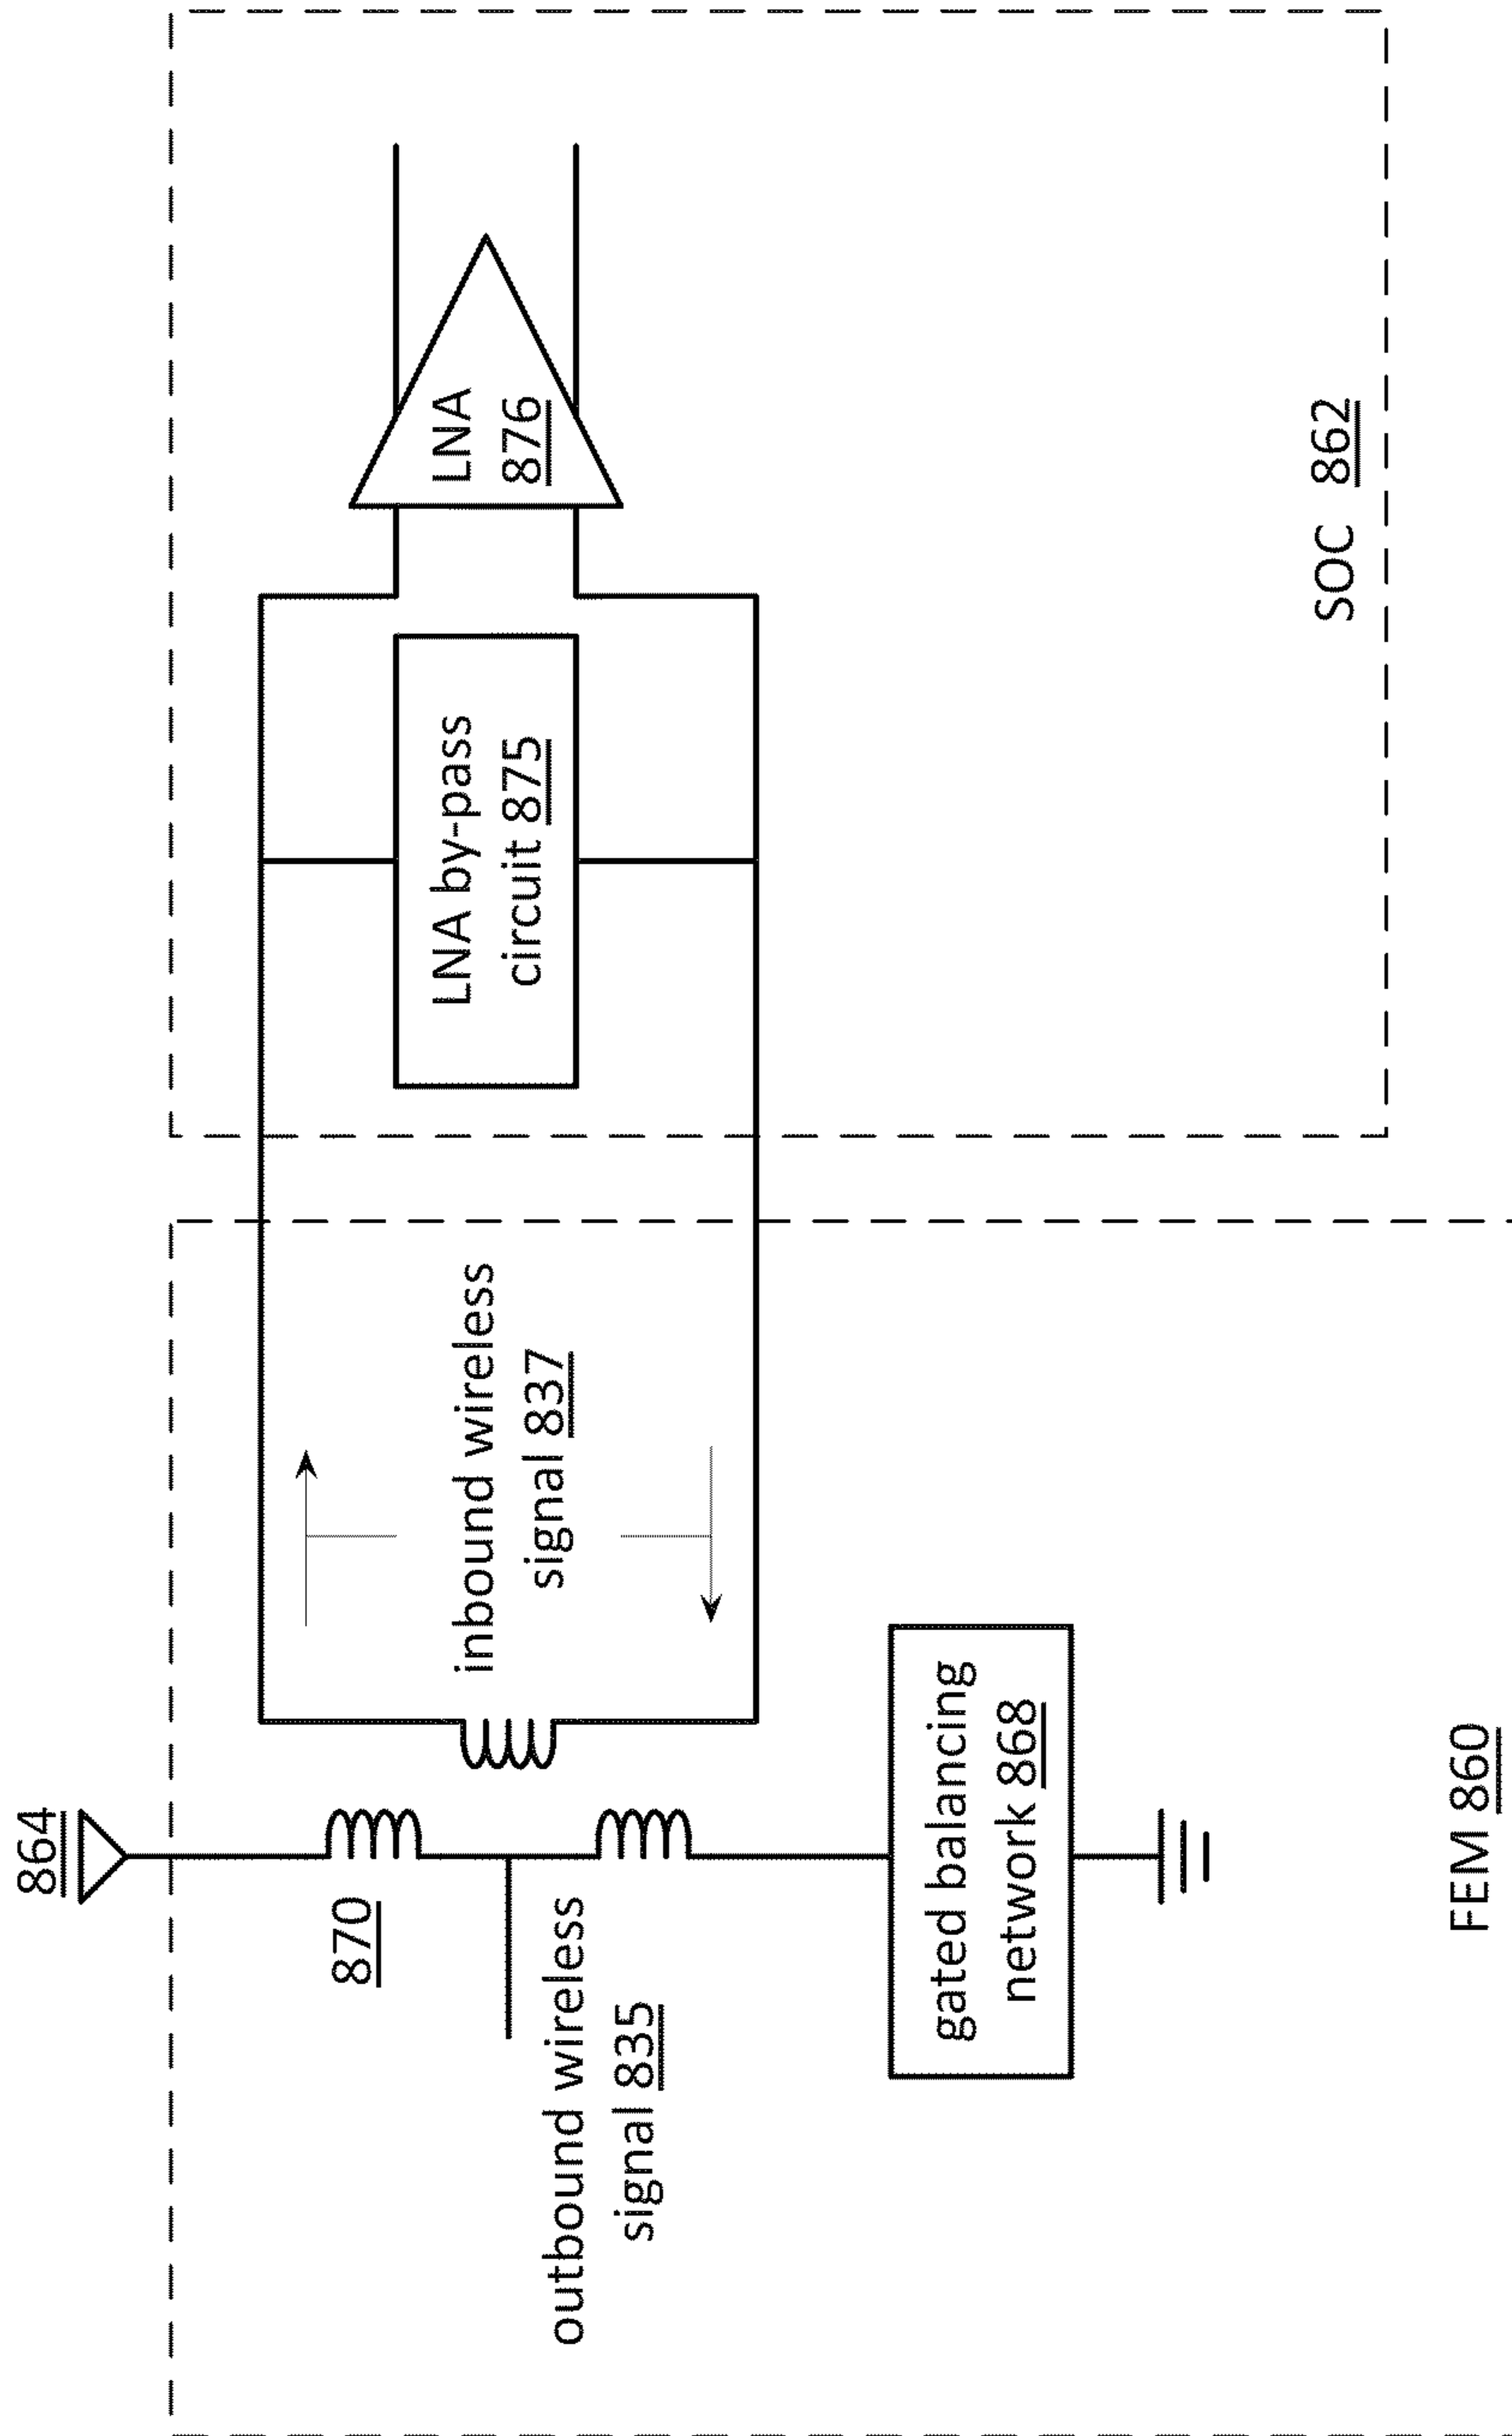 864
870
outbound wireless
signal 835
gated balancing
network 868
FEM 860
inbound wireless
signal 837
LNA by-pass
circuit 875
LNA
876
SOC 862